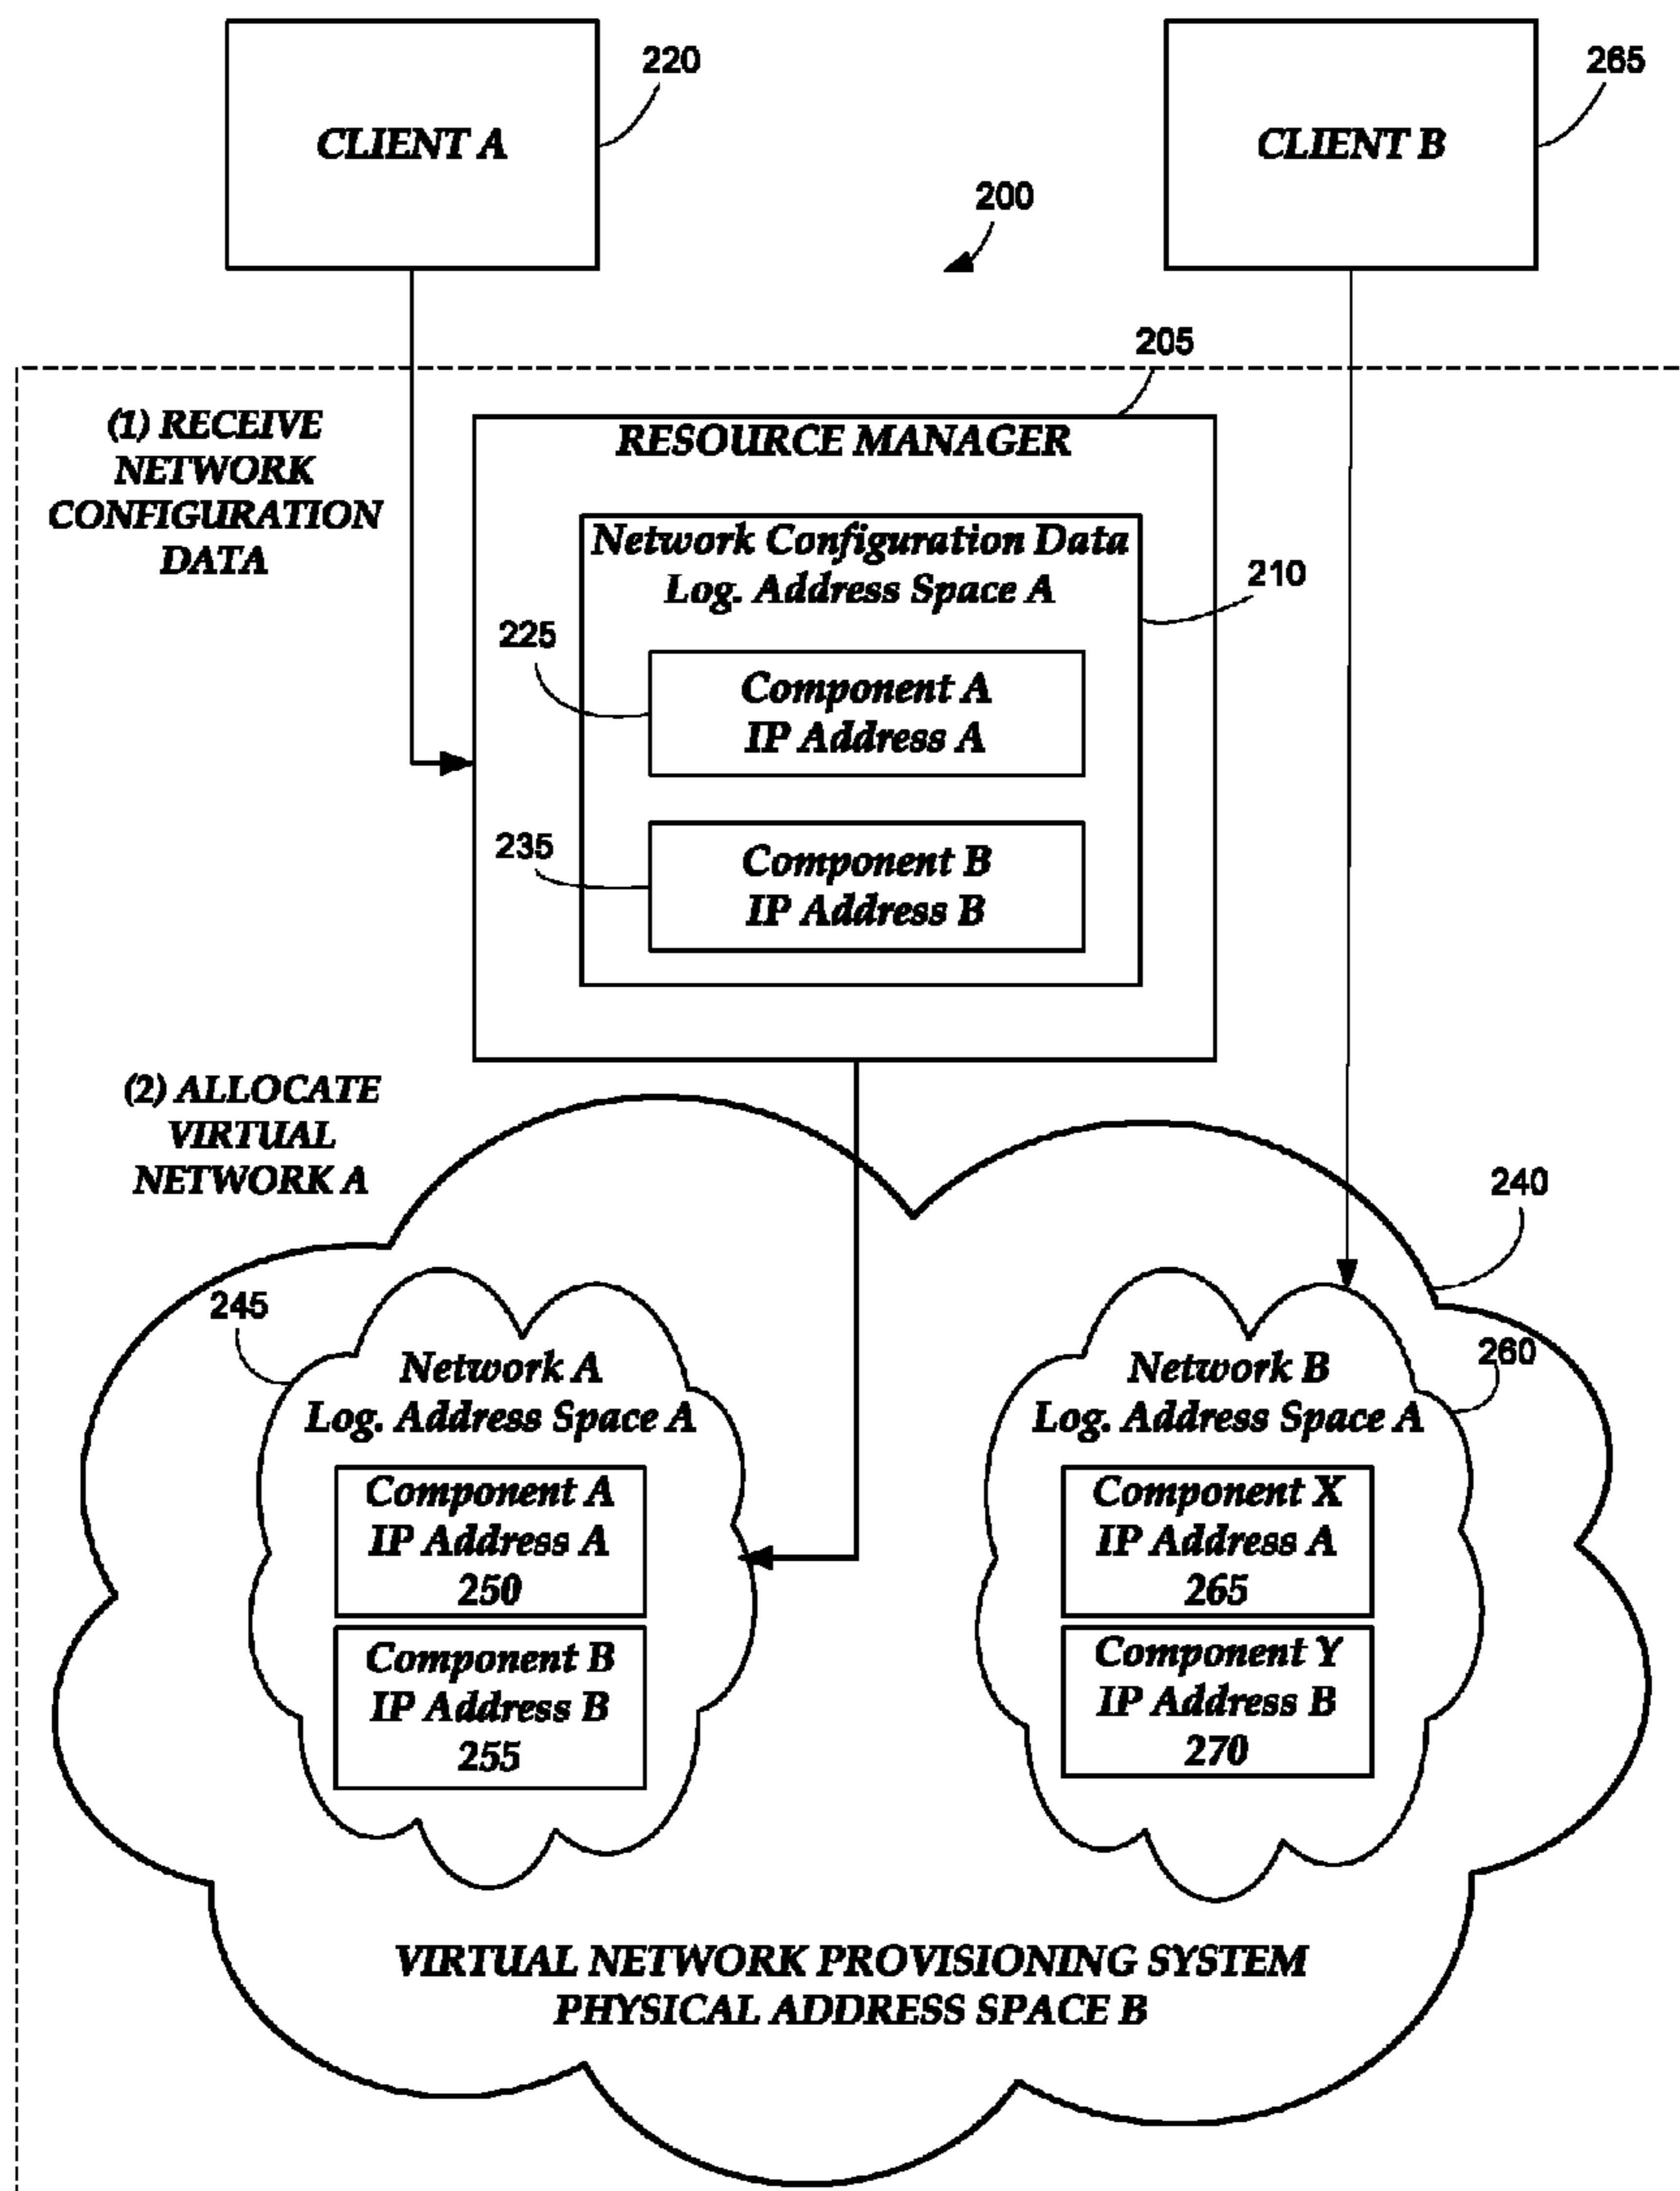 220
265
CLIENT A
CLIENT B
200
205
(1) RECEIVE
NETWORK
CONFIGURATION
DATA
RESOURCE MANAGER
Network Configuration Data
Log. Address Space A
210
225
Component A
IP Address A
235
Component B
IP Address B
(2) ALLOCATE
VIRTUAL
NETWORK A
240
245
260
Network A
Log. Address Space A
Component A
IP Address A
250
Component B
IP Address B
255
Network B
Log. Address Space A
Component X
IP Address A
265
Component Y
IP Address B
270
VIRTUAL NETWORK PROVISIONING SYSTEM
PHYSICAL ADDRESS SPACE B